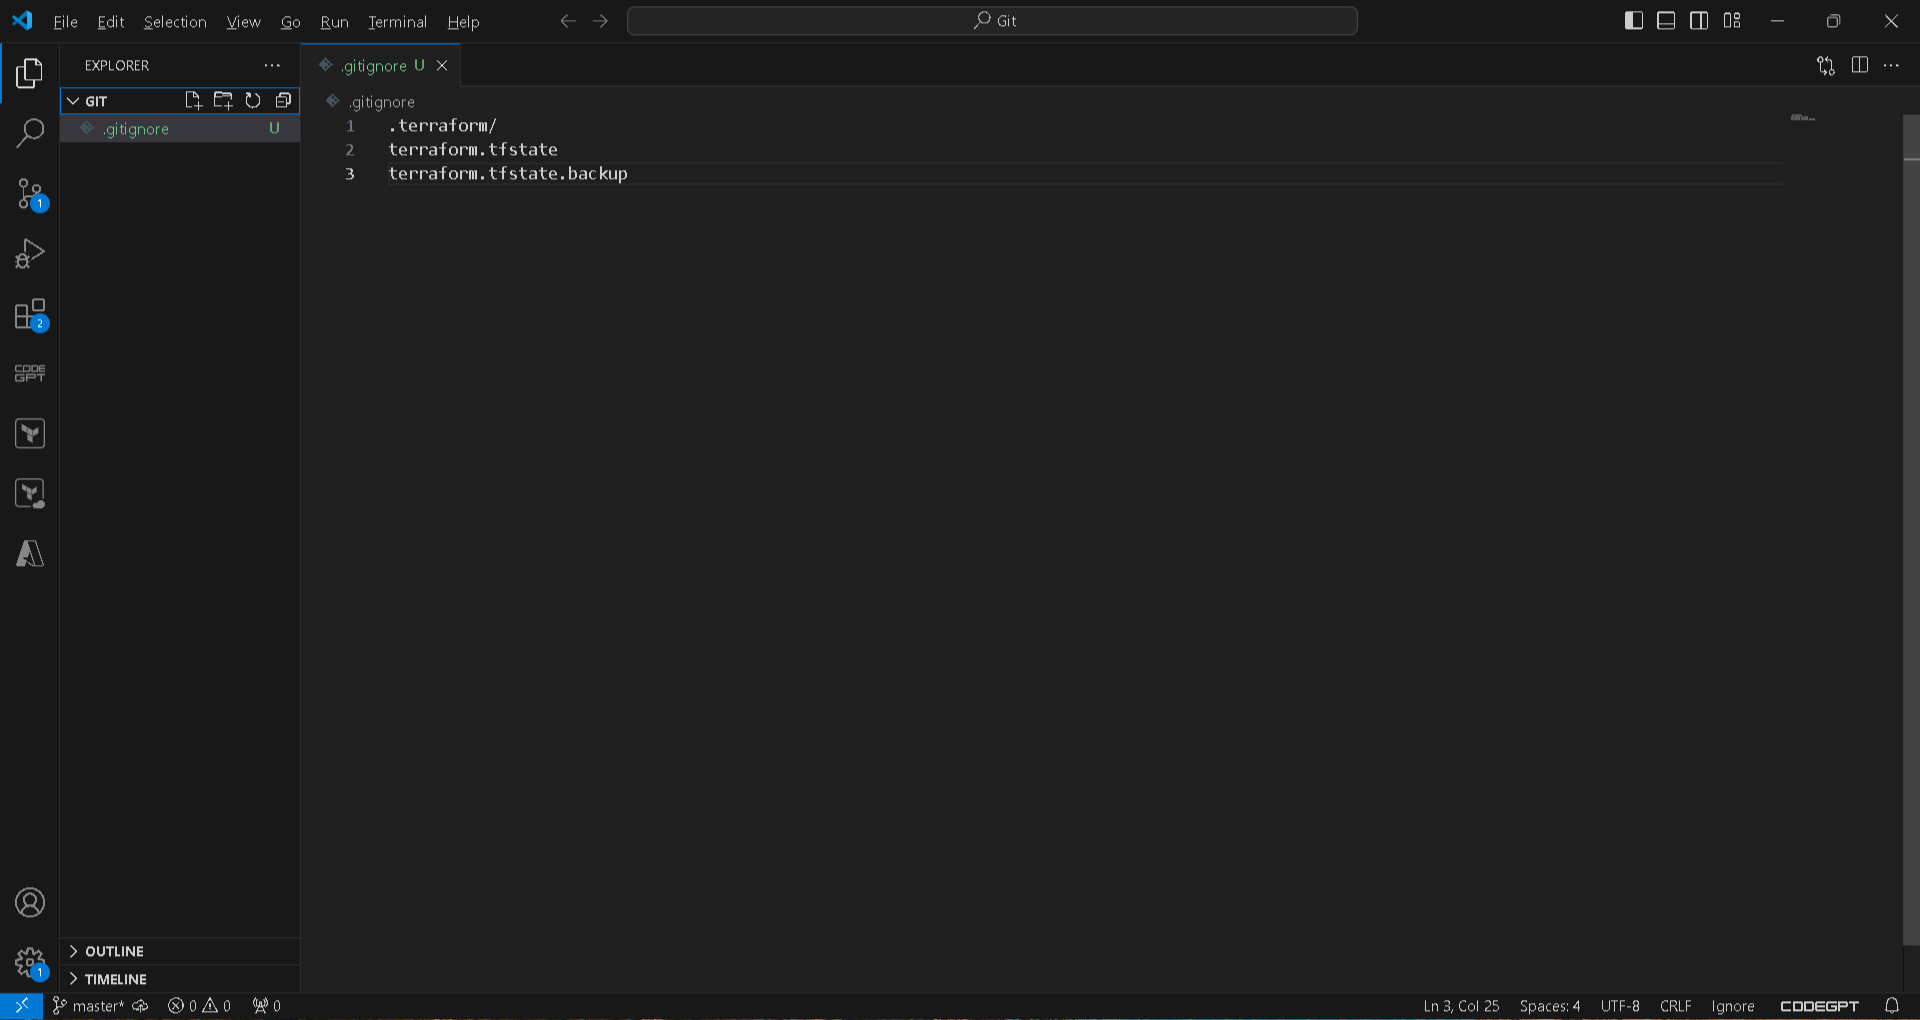 File Edit Selection View Go Run Terminal Help
Git
EXPLORER
.gitignore U
GIT
.gitignore
.gitignore U
1 .terraform/
2 terraform.tfstate
3 terraform.tfstate.backup
1
2
CODE
GPT
1
OUTLINE
TIMELINE
master* 0 0 0
Ln 3, Col 25 Spaces: 4 UTF-8 CRLF Ignore CODEGPT